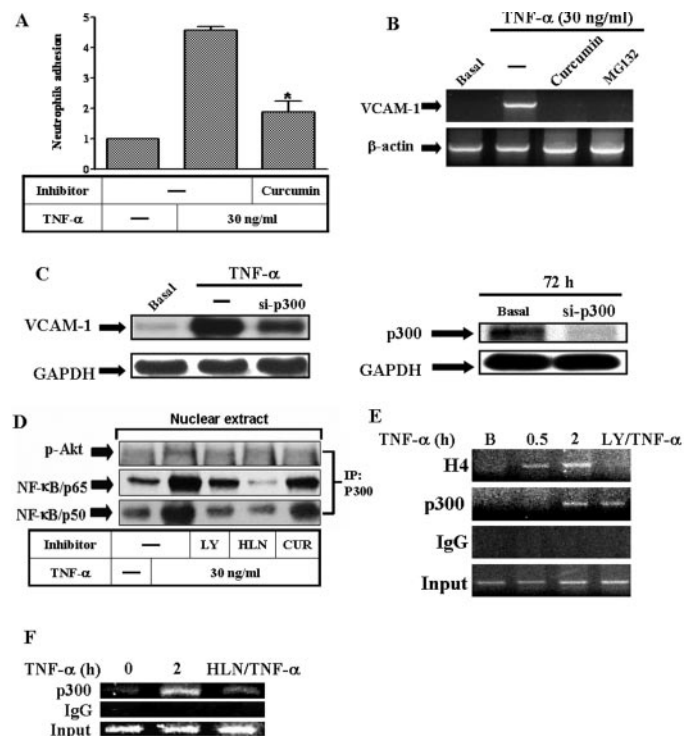 A
Neutrophils adhesion
5
4
3
2
1
0
*
Inhibitor — Curcumin
TNF-α — 30 ng/ml
B
TNF-α (30 ng/ml)
Basal — Curcumin MG132
VCAM-1
β-actin
C
TNF-α
Basal — si-p300
VCAM-1
GAPDH
72 h
Basal si-p300
p300
GAPDH
D
Nuclear extract
p-Akt
NF-κB/p65
NF-κB/p50
IP:
P300
Inhibitor — LY HLN CUR
TNF-α — 30 ng/ml
E
TNF-α (h) B 0.5 2 LY/TNF-α
H4
p300
IgG
Input
F
TNF-α (h) 0 2 HLN/TNF-α
p300
IgG
Input